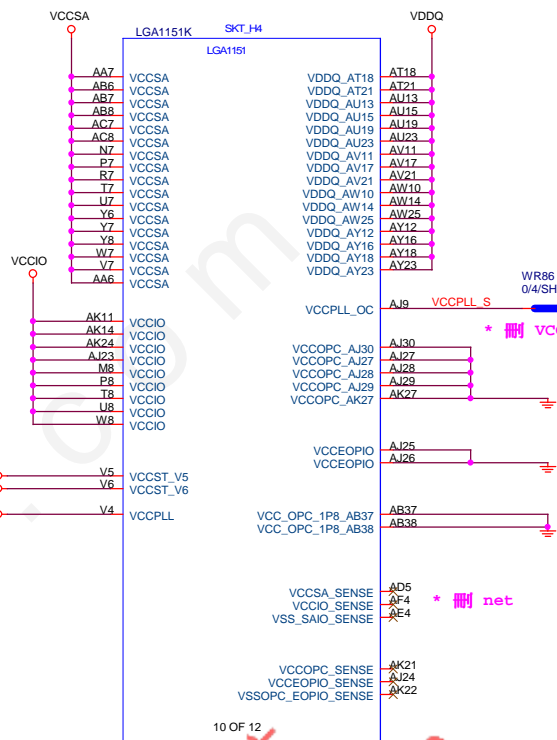 VCCSA
VDDQ
LGA1151K SKT_H4
LGA1151
AA7 VCCSA VDDQ_AT18 AT18
AB6 VCCSA VDDQ_AT21 AT21
AB7 VCCSA VDDQ_AU13 AU13
AB8 VCCSA VDDQ_AU15 AU15
AC7 VCCSA VDDQ_AU19 AU19
AC8 VCCSA VDDQ_AU23 AU23
N7 VCCSA VDDQ_AV11 AV11
P7 VCCSA VDDQ_AV17 AV17
R7 VCCSA VDDQ_AV21 AV21
T7 VCCSA VDDQ_AW10 AW10
U7 VCCSA VDDQ_AW14 AW14
Y6 VCCSA VDDQ_AW25 AW25
Y7 VCCSA VDDQ_AY12 AY12
Y8 VCCSA VDDQ_AY16 AY16
W7 VCCSA VDDQ_AY18 AY18
V7 VCCSA VDDQ_AY23 AY23
AA6 VCCSA
VCCIO
WR86
0/4/SH
VCCPLL_OC AJ9 VCCPLL_S
* 删 VC
AK11 VCCIO
AK14 VCCIO
AK24 VCCIO VCCOPC_AJ30 AJ30
AJ23 VCCIO VCCOPC_AJ27 AJ27
M8 VCCIO VCCOPC_AJ28 AJ28
P8 VCCIO VCCOPC_AJ29 AJ29
T8 VCCIO VCCOPC_AK27 AK27
U8 VCCIO
W8 VCCIO
VCCEOPIO AJ25
VCCEOPIO AJ26
V5 VCCST_V5
V6 VCCST_V6
V4 VCCPLL VCC_OPC_1P8_AB37 AB37
VCC_OPC_1P8_AB38 AB38
VCCSA_SENSE AD5
VCCIO_SENSE AF4
VSS_SAIO_SENSE AE4
* 删 net
VCCOPC_SENSE AK21
VCCEOPIO_SENSE AJ24
VSSOPC_EOPIO_SENSE AK22
10 OF 12
.com